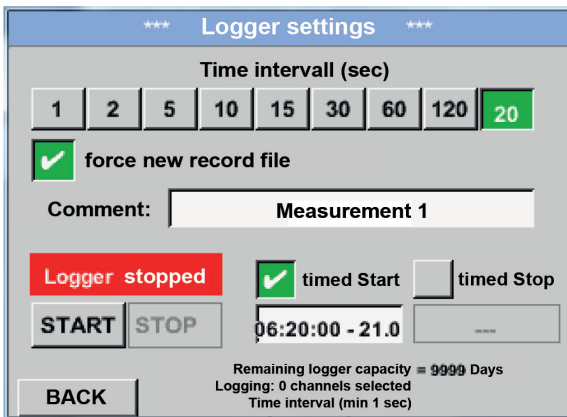 *** Logger settings ***
Time intervall (sec)
1 2 5 10 15 30 60 120 20
force new record file
Comment: Measurement 1
Logger stopped timed Start timed Stop
START STOP 06:20:00 - 21.0 ---
Remaining logger capacity = 9999 Days
Logging: 0 channels selected
BACK Time interval (min 1 sec)